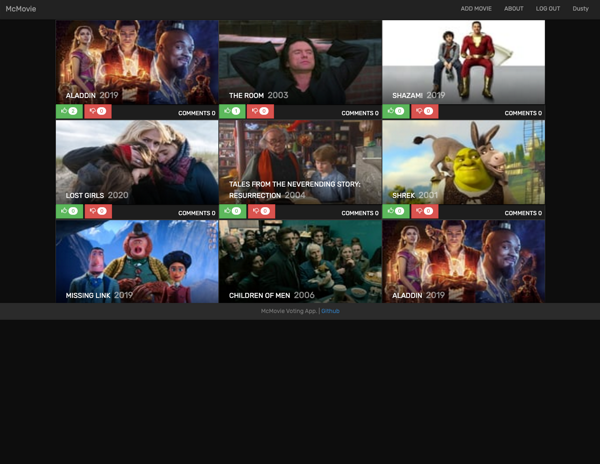 McMovie ADD MOVIE ABOUT LOG OUT Dusty
ALADDIN 2019
THE ROOM 2003
SHAZAM! 2019
2 0 COMMENTS 0
1 0 COMMENTS 0
0 0 COMMENTS 0
LOST GIRLS 2020
TALES FROM THE NEVERENDING STORY:
RESURRECTION 2004
SHREK 2001
0 COMMENTS 0
0 0 COMMENTS 0
0 0 COMMENTS 0
MISSING LINK 2019
CHILDREN OF MEN 2006
ALADDIN 2019
McMovie Voting App. | Github